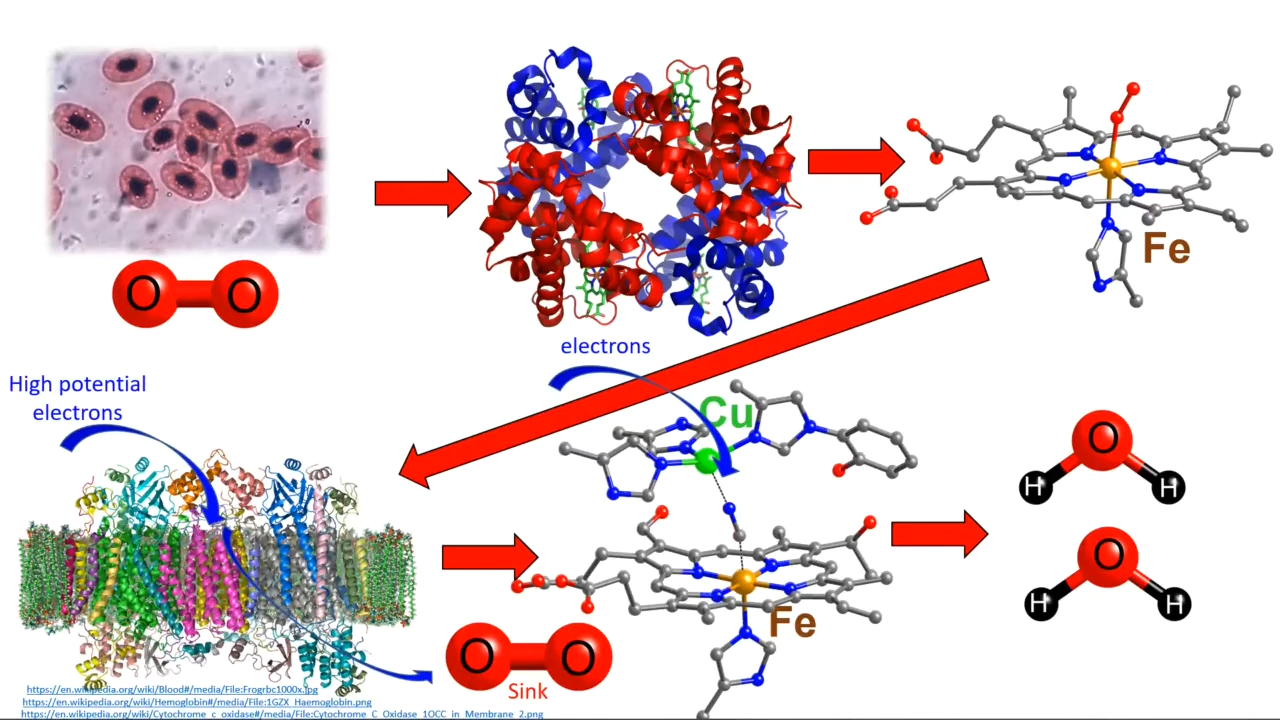 O O
Fe
electrons
High potential
electrons
Cu
O
H H
O
H H
Fe
O O
Sink
https://en.wikipedia.org/wiki/Blood#/media/File:Frogrbc1000x.jpg
https://en.wikipedia.org/wiki/Hemoglobin#/media/File:1GZX_Haemoglobin.png
https://en.wikipedia.org/wiki/Cytochrome_c_oxidase#/media/File:Cytochrome_C_Oxidase_1OCC_in_Membrane_2.png